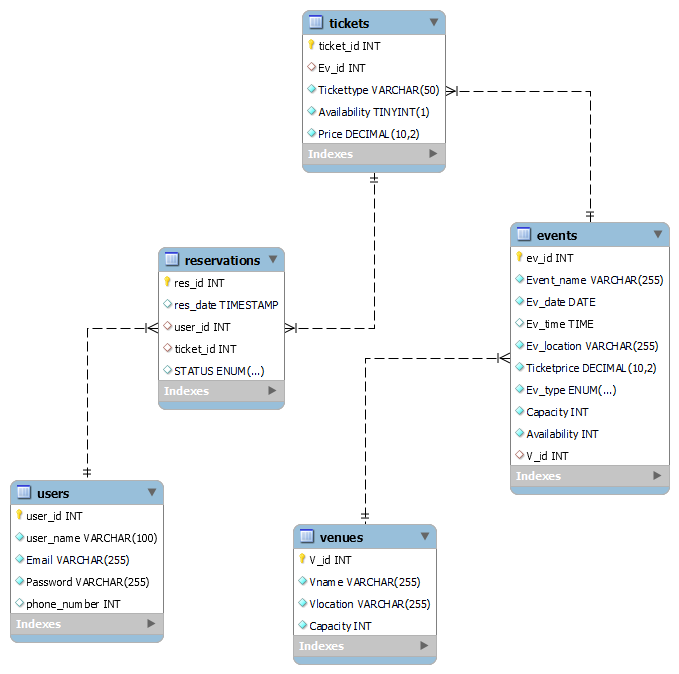 tickets
ticket_id INT
Ev_id INT
Tickettype VARCHAR(50)
Availability TINYINT(1)
Price DECIMAL(10,2)
Indexes
reservations
res_id INT
res_date TIMESTAMP
user_id INT
ticket_id INT
STATUS ENUM(...)
Indexes
events
ev_id INT
Event_name VARCHAR(255)
Ev_date DATE
Ev_time TIME
Ev_location VARCHAR(255)
Ticketprice DECIMAL(10,2)
Ev_type ENUM(...)
Capacity INT
Availability INT
V_id INT
Indexes
users
user_id INT
user_name VARCHAR(100)
Email VARCHAR(255)
Password VARCHAR(255)
phone_number INT
Indexes
venues
V_id INT
Vname VARCHAR(255)
Vlocation VARCHAR(255)
Capacity INT
Indexes